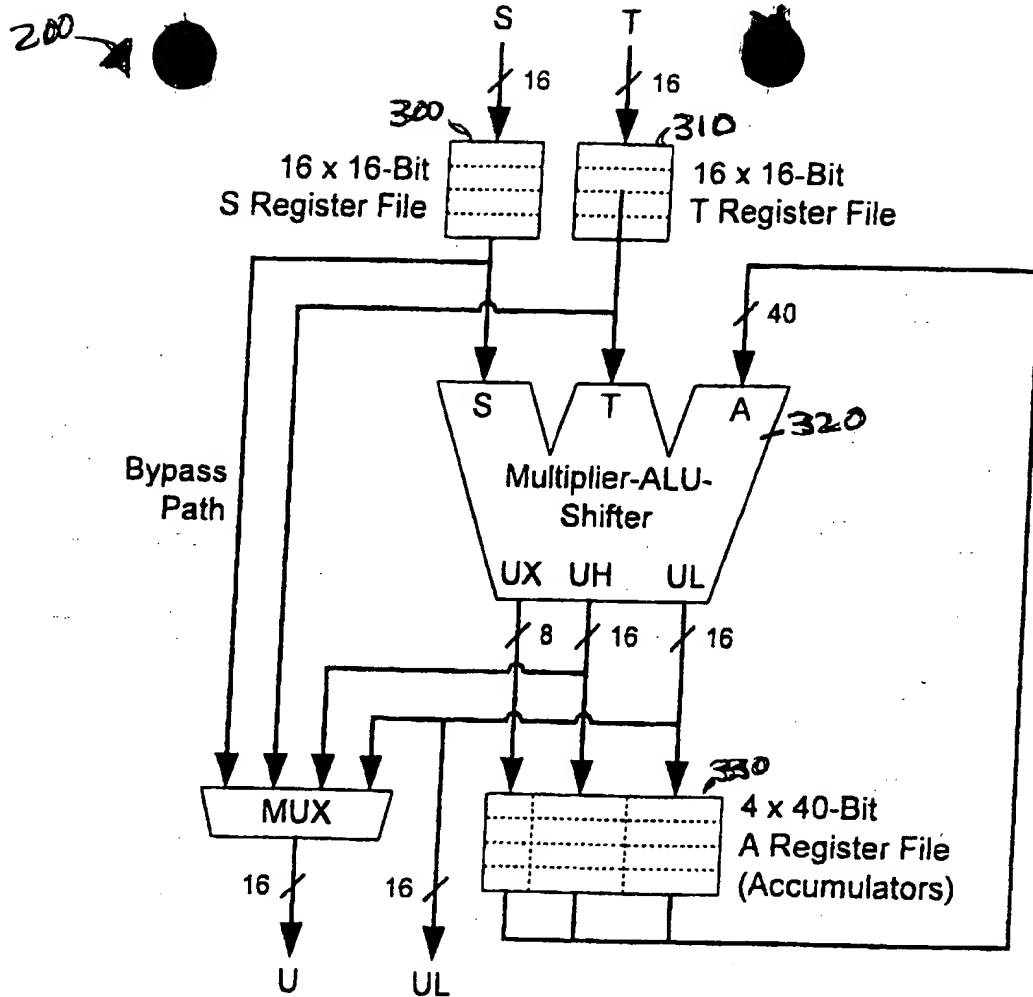 200
S T
16 16
300 310
16 x 16-Bit
S Register File
16 x 16-Bit
T Register File
40
S T A
320
Bypass
Path
Multiplier-ALU-
Shifter
UX UH UL
8 16 16
330
MUX
4 x 40-Bit
A Register File
(Accumulators)
16 16
U UL